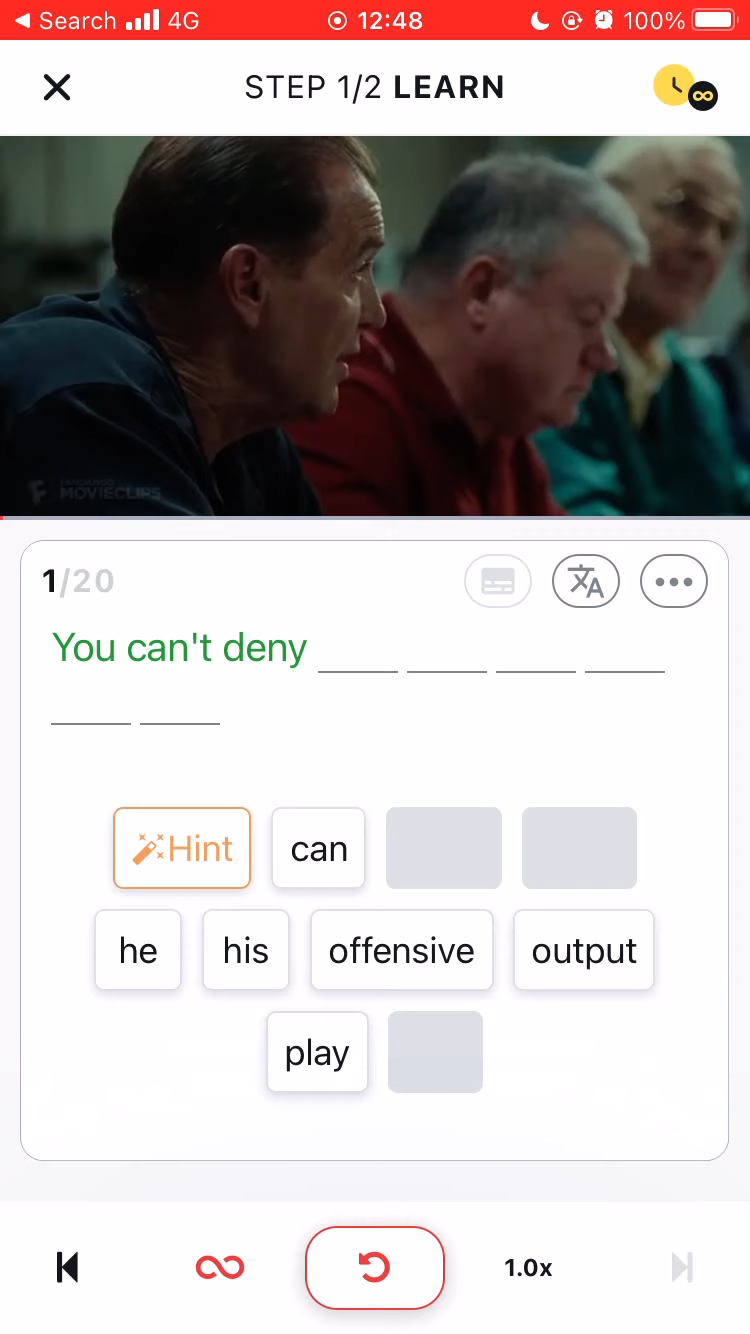 Search 4G 12:48 100%
STEP 1/2 LEARN
FANDANGO
MOVIECLIPS
1/20
You can't deny
Hint can
he his offensive output
play
1.0x